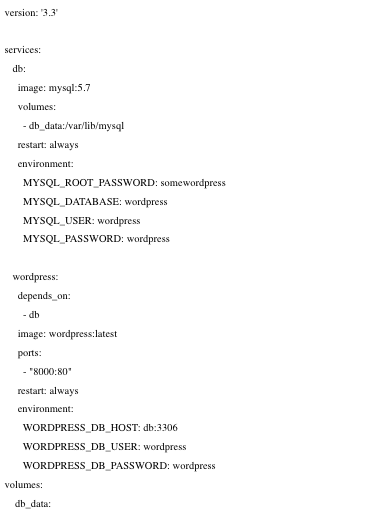 version: '3.3'

services:
  db:
    image: mysql:5.7
    volumes:
      - db_data:/var/lib/mysql
    restart: always
    environment:
      MYSQL_ROOT_PASSWORD: somewordpress
      MYSQL_DATABASE: wordpress
      MYSQL_USER: wordpress
      MYSQL_PASSWORD: wordpress

  wordpress:
    depends_on:
      - db
    image: wordpress:latest
    ports:
      - "8000:80"
    restart: always
    environment:
      WORDPRESS_DB_HOST: db:3306
      WORDPRESS_DB_USER: wordpress
      WORDPRESS_DB_PASSWORD: wordpress
volumes:
   db_data: